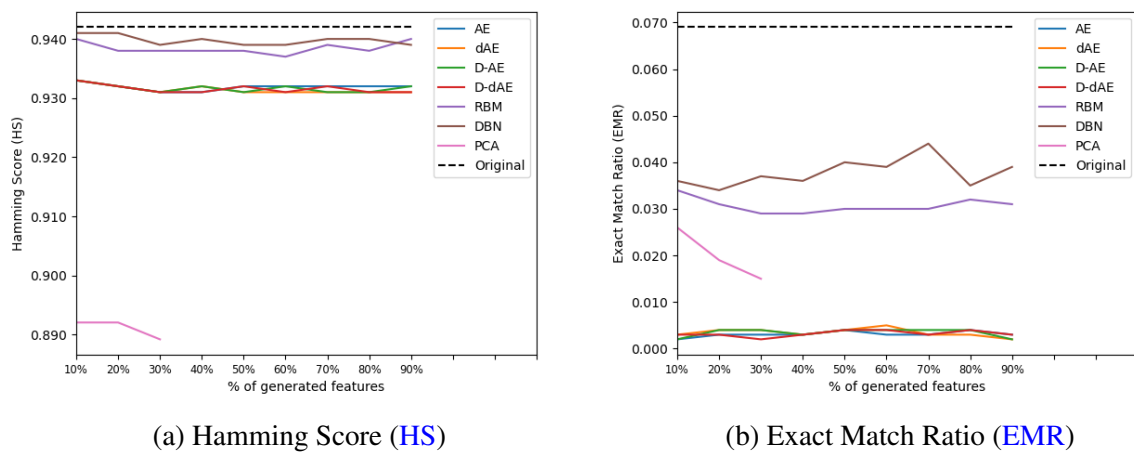 0.940
0.930
0.920
0.910
0.900
0.890
Hamming Score (HS)
10% 20% 30% 40% 50% 60% 70% 80% 90%
% of generated features
AE
dAE
D-AE
D-dAE
RBM
DBN
PCA
Original
(a) Hamming Score (HS)
0.070
0.060
0.050
0.040
0.030
0.020
0.010
0.000
Exact Match Ratio (EMR)
10% 20% 30% 40% 50% 60% 70% 80% 90%
% of generated features
AE
dAE
D-AE
D-dAE
RBM
DBN
PCA
Original
(b) Exact Match Ratio (EMR)